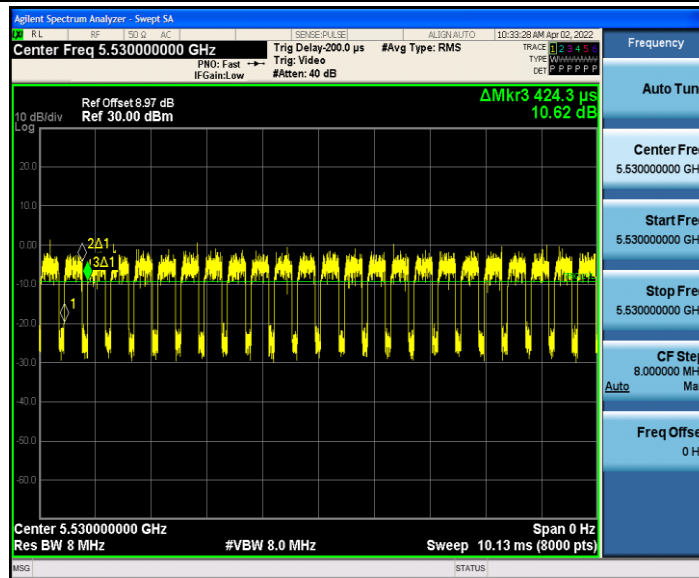 Agilent Spectrum Analyzer - Swept SA
RL RF 50 Ω AC SENSE:PULSE ALIGN AUTO 10:33:28 AM Apr 02, 2022
Center Freq 5.530000000 GHz
PNO: Fast
IFGain:Low
Trig Delay-200.0 µs
Trig: Video
#Atten: 40 dB
#Avg Type: RMS
TRACE 1 2 3 4 5 6
TYPE W
DET P P P P P P
Frequency
Auto Tun
ΔMkr3 424.3 µs
10.62 dB
Ref Offset 8.97 dB
10 dB/div Ref 30.00 dBm
Log
20.0
10.0
0.00
-10.0
-20.0
-30.0
-40.0
-50.0
-60.0
2Δ1
3Δ1
1
Center 5.530000000 GHz Span 0 Hz
Res BW 8 MHz #VBW 8.0 MHz Sweep 10.13 ms (8000 pts)
Center Fre
5.530000000 GH
Start Fre
5.530000000 GH
Stop Fre
5.530000000 GH
CF Ste
8.000000 MH
Auto Ma
Freq Offse
0 H
MSG STATUS